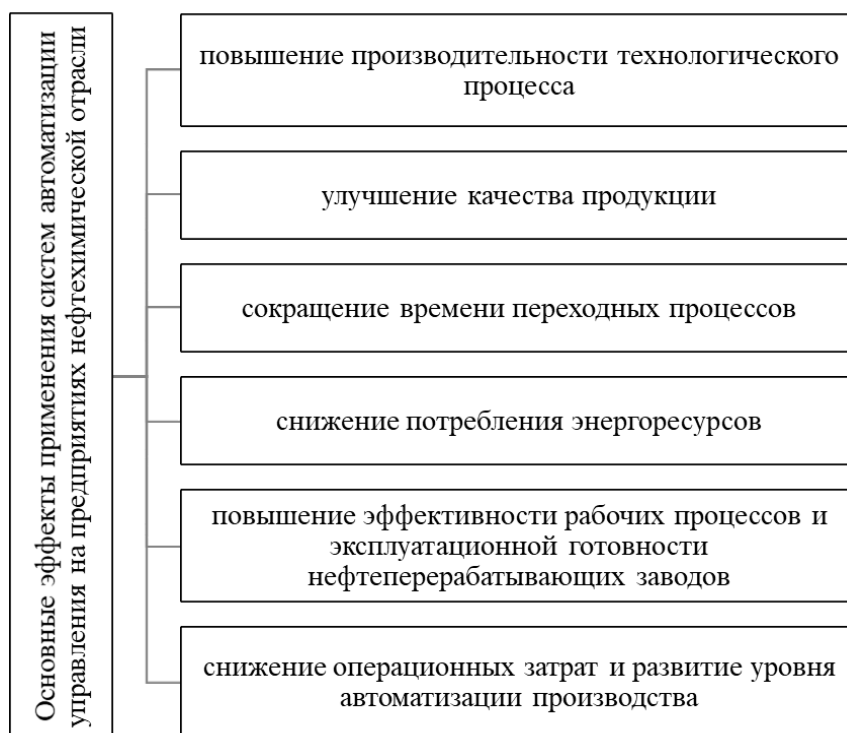 Основные эффекты применения систем автоматизации
управления на предприятиях нефтехимической отрасли
повышение производительности технологического
процесса
улучшение качества продукции
сокращение времени переходных процессов
снижение потребления энергоресурсов
повышение эффективности рабочих процессов и
эксплуатационной готовности
нефтеперерабатывающих заводов
снижение операционных затрат и развитие уровня
автоматизации производства